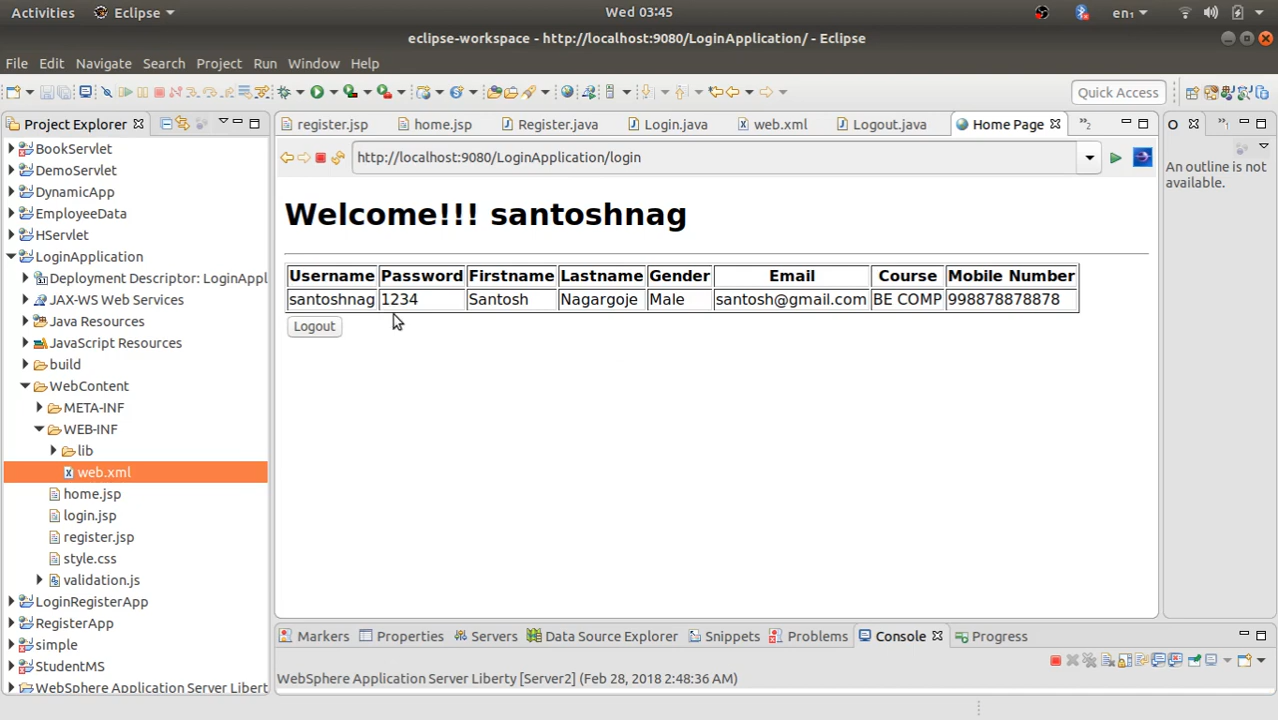 Activities Eclipse Wed 03:45 en₁
eclipse-workspace - http://localhost:9080/LoginApplication/ - Eclipse
File Edit Navigate Search Project Run Window Help
Quick Access
Project Explorer register.jsp home.jsp Register.java Login.java web.xml Logout.java Home Page »2 O »1
BookServlet
DemoServlet
DynamicApp
EmployeeData
HServlet
LoginApplication
Deployment Descriptor: LoginAppl
JAX-WS Web Services
Java Resources
JavaScript Resources
build
WebContent
META-INF
WEB-INF
lib
web.xml
home.jsp
login.jsp
register.jsp
style.css
validation.js
LoginRegisterApp
RegisterApp
simple
StudentMS
WebSphere Application Server Libert
http://localhost:9080/LoginApplication/login
Welcome!!! santoshnag
Username Password Firstname Lastname Gender Email Course Mobile Number
santoshnag 1234 Santosh Nagargoje Male santosh@gmail.com BE COMP 998878878878
Logout
An outline is not
available.
Markers Properties Servers Data Source Explorer Snippets Problems Console Progress
WebSphere Application Server Liberty [Server2] (Feb 28, 2018 2:48:36 AM)